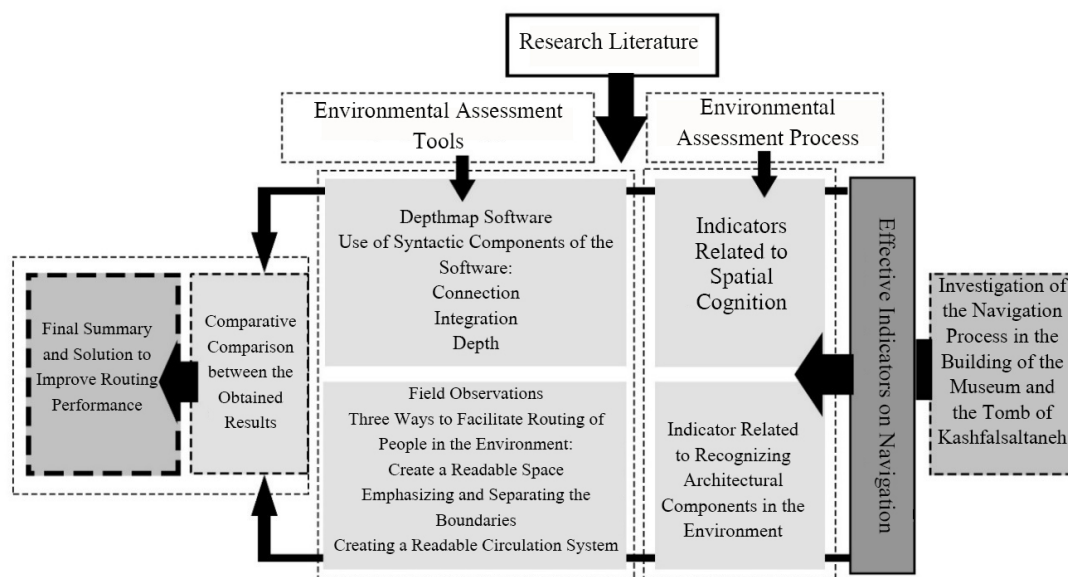 Research Literature
Environmental Assessment
Tools
Environmental
Assessment Process
Depthmap Software
Use of Syntactic Components of the
Software:
Connection
Integration
Depth
Indicators
Related to
Spatial
Cognition
Effective Indicators on Navigation
Investigation of
the Navigation
Process in the
Building of the
Museum and
the Tomb of
Kashfalsaltaneh
Final Summary
and Solution to
Improve Routing
Performance
Comparative
Comparison
between the
Obtained
Results
Field Observations
Three Ways to Facilitate Routing of
People in the Environment:
Create a Readable Space
Emphasizing and Separating the
Boundaries
Creating a Readable Circulation System
Indicator Related
to Recognizing
Architectural
Components in the
Environment